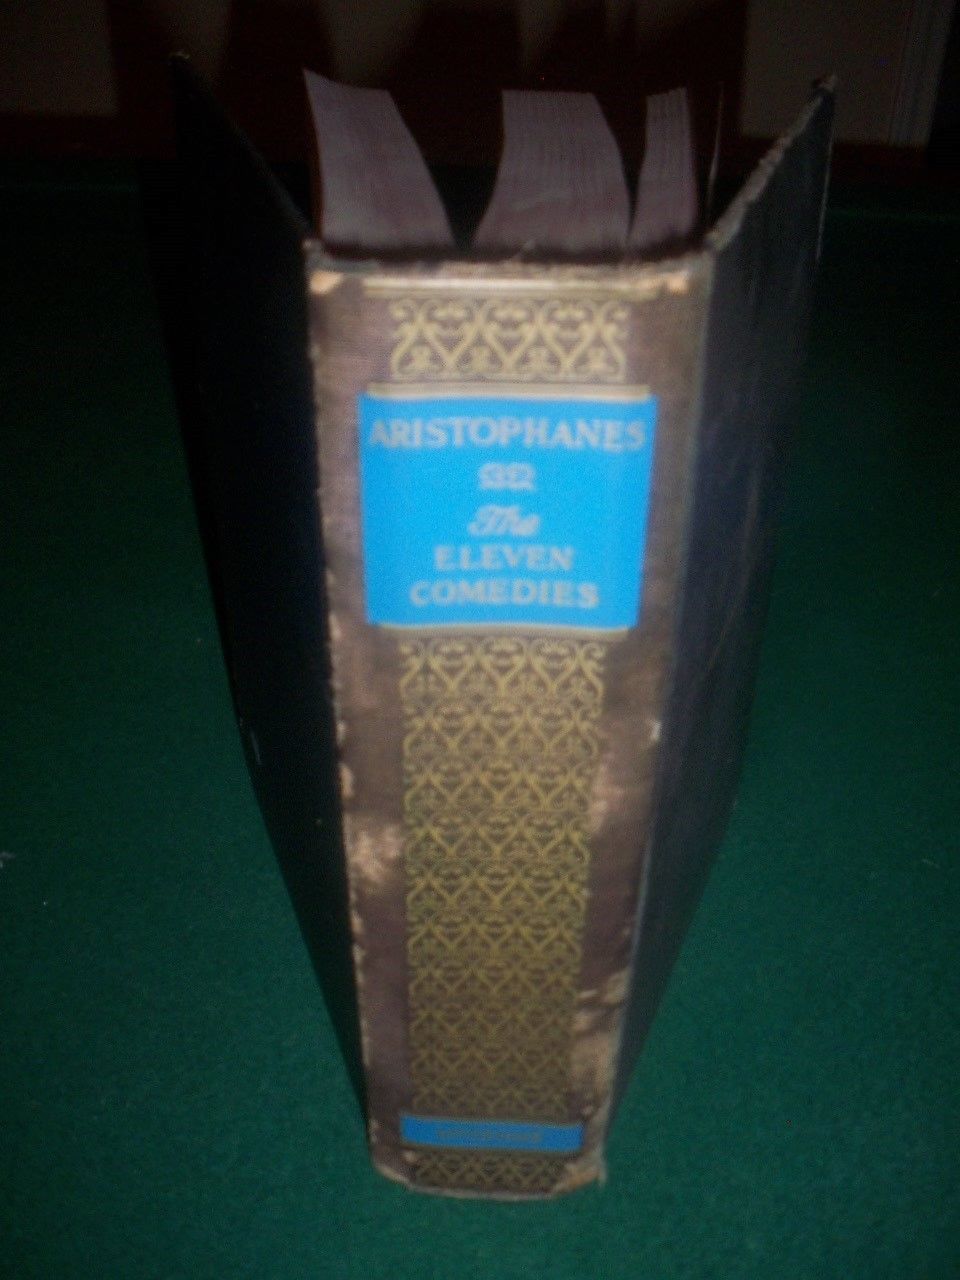 ARISTOPHANES
The
ELEVEN
COMEDIES